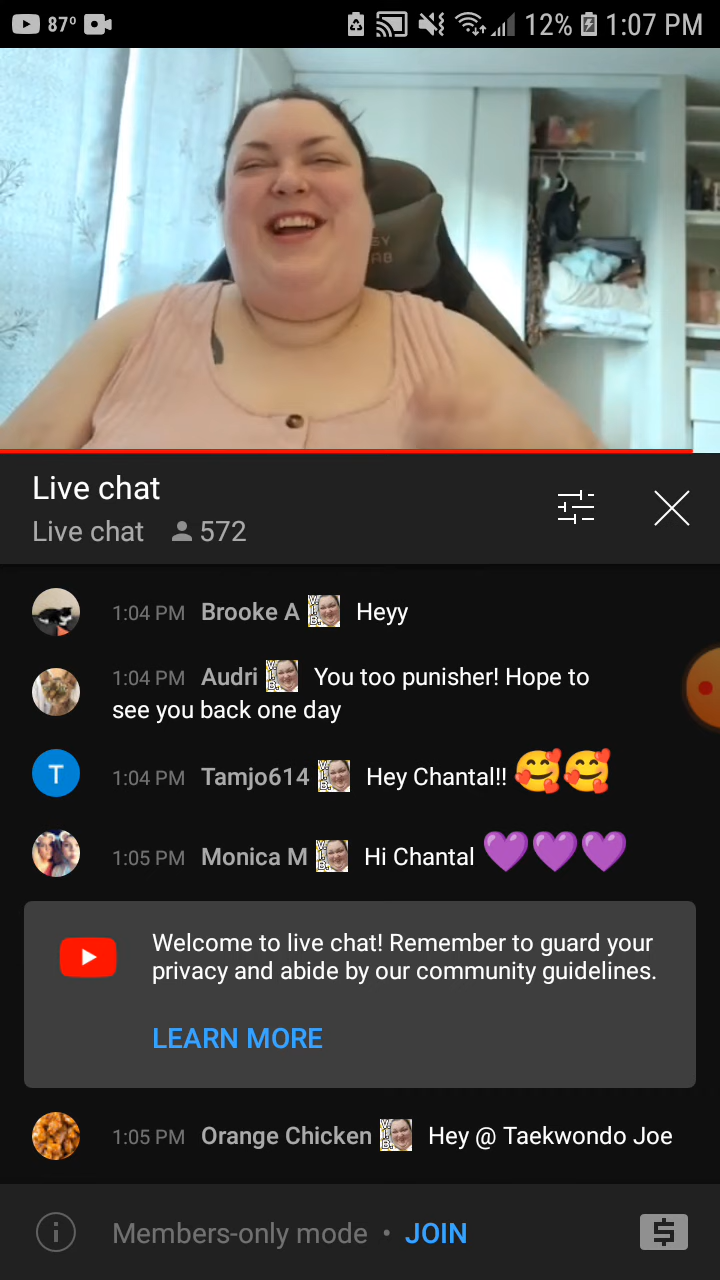 87° 12% 1:07 PM
Live chat
Live chat 572
1:04 PM Brooke A Heyy
1:04 PM Audri You too punisher! Hope to
see you back one day
1:04 PM Tamjo614 Hey Chantal!! 🥰🥰
1:05 PM Monica M Hi Chantal 💜💜💜
Welcome to live chat! Remember to guard your
privacy and abide by our community guidelines.
LEARN MORE
1:05 PM Orange Chicken Hey @ Taekwondo Joe
Members-only mode • JOIN